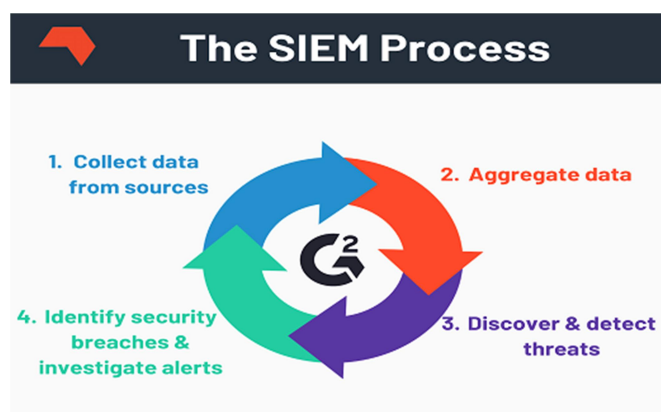 The SIEM Process
1. Collect data
from sources
2. Aggregate data
3. Discover & detect
threats
4. Identify security
breaches &
investigate alerts
G2